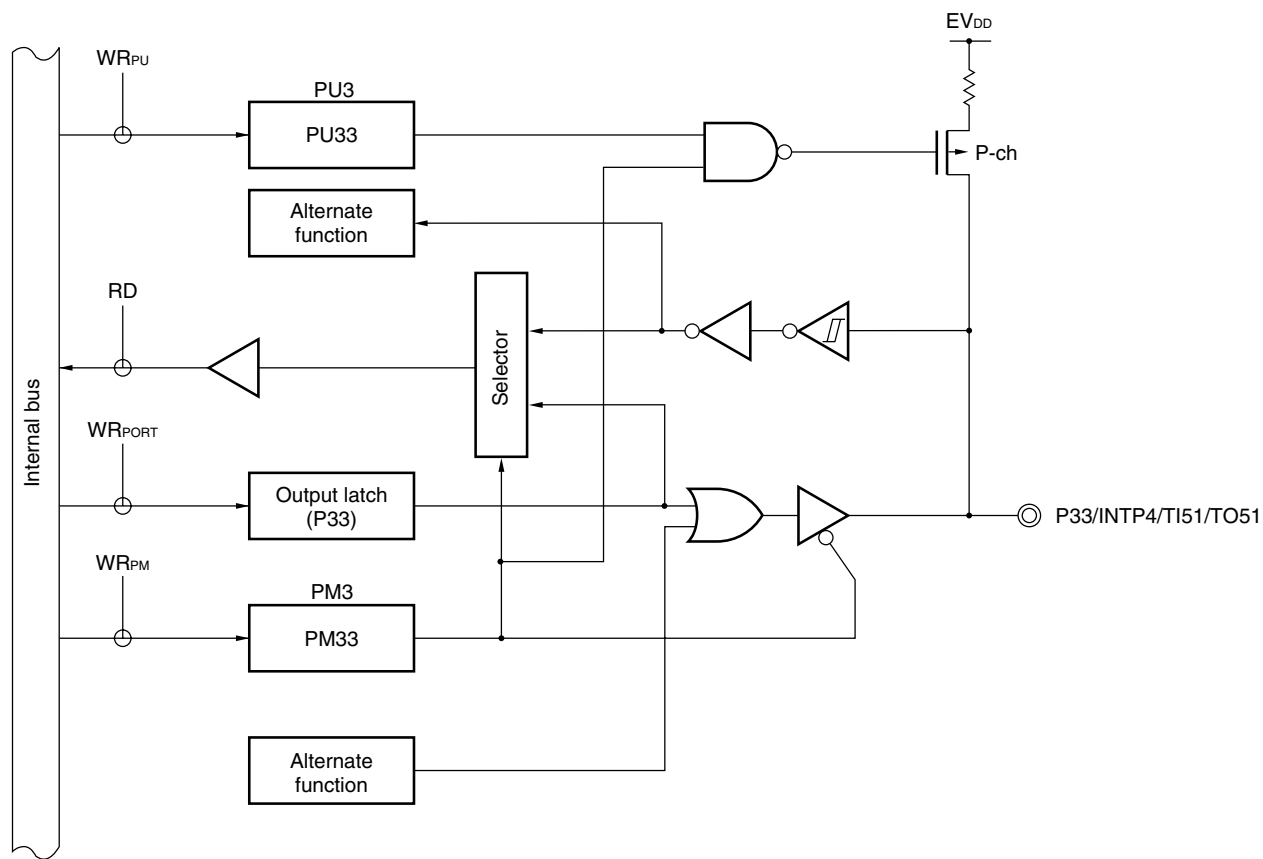 EVDD
WRPU
PU3
PU33
P-ch
Alternate
function
RD
Selector
Internal bus
WRPORT
Output latch
(P33)
P33/INTP4/TI51/TO51
WRPM
PM3
PM33
Alternate
function